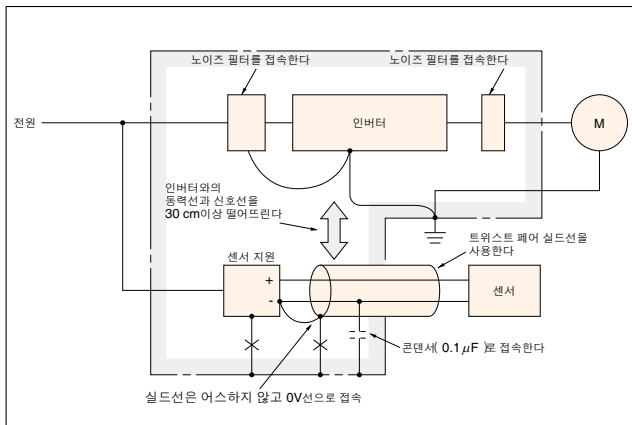 노이즈 필터를 접속한다
노이즈 필터를 접속한다
전원
인버터
M
인버터와의
동력선과 신호선을
30 cm이상 떨어뜨린다
트위스트 페어 실드선을
사용한다
센서 지원
+
-
센서
콘덴서( 0.1 μF )로 접속한다
실드선은 어스하지 않고 0V선으로 접속